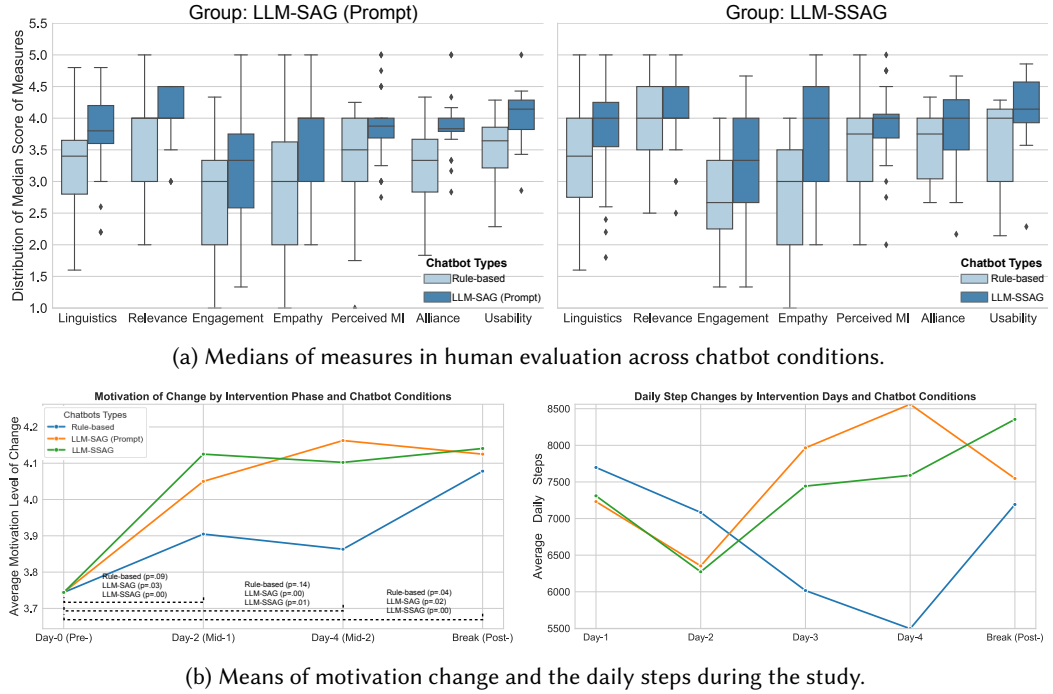 Group: LLM-SAG (Prompt)
Group: LLM-SSAG
Distribution of Median Score of Measures
5.5
5.0
4.5
4.0
3.5
3.0
2.5
2.0
1.5
1.0
Chatbot Types
Rule-based
LLM-SAG (Prompt)
Chatbot Types
Rule-based
LLM-SSAG
Linguistics Relevance Engagement Empathy Perceived MI Alliance Usability
Linguistics Relevance Engagement Empathy Perceived MI Alliance Usability
(a) Medians of measures in human evaluation across chatbot conditions.
Motivation of Change by Intervention Phase and Chatbot Conditions
Average Motivation Level of Change
Chatbots Types
Rule-based
LLM-SAG (Prompt)
LLM-SSAG
4.2
4.1
4.0
3.9
3.8
3.7
Rule-based (p=.09)
LLM-SAG (p=.03)
LLM-SSAG (p=.00)
Rule-based (p=.14)
LLM-SAG (p=.00)
LLM-SSAG (p=.01)
Rule-based (p=.04)
LLM-SAG (p=.02)
LLM-SSAG (p=.00)
Day-0 (Pre-) Day-2 (Mid-1) Day-4 (Mid-2) Break (Post-)
Daily Step Changes by Intervention Days and Chatbot Conditions
Average Daily Steps
8500
8000
7500
7000
6500
6000
5500
Day-1 Day-2 Day-3 Day-4 Break (Post-)
(b) Means of motivation change and the daily steps during the study.